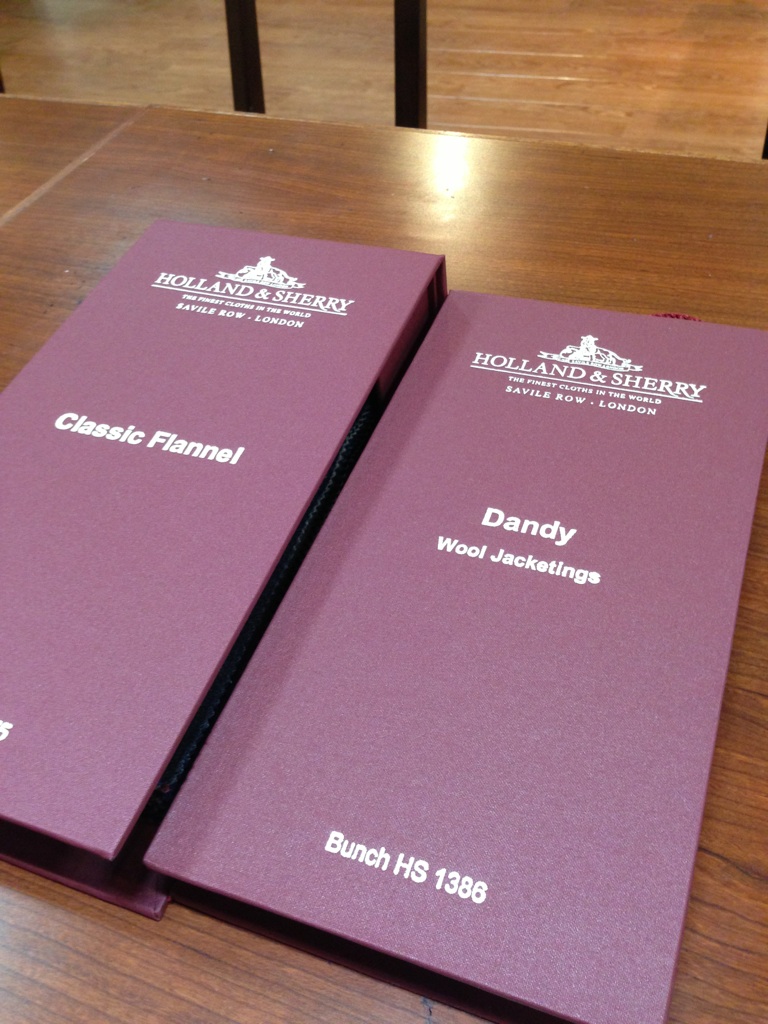 HOLLAND & SHERRY
THE FINEST CLOTHS IN THE WORLD
SAVILE ROW · LONDON
Classic Flannel
5
HOLLAND & SHERRY
THE FINEST CLOTHS IN THE WORLD
SAVILE ROW · LONDON
Dandy
Wool Jacketings
Bunch HS 1386